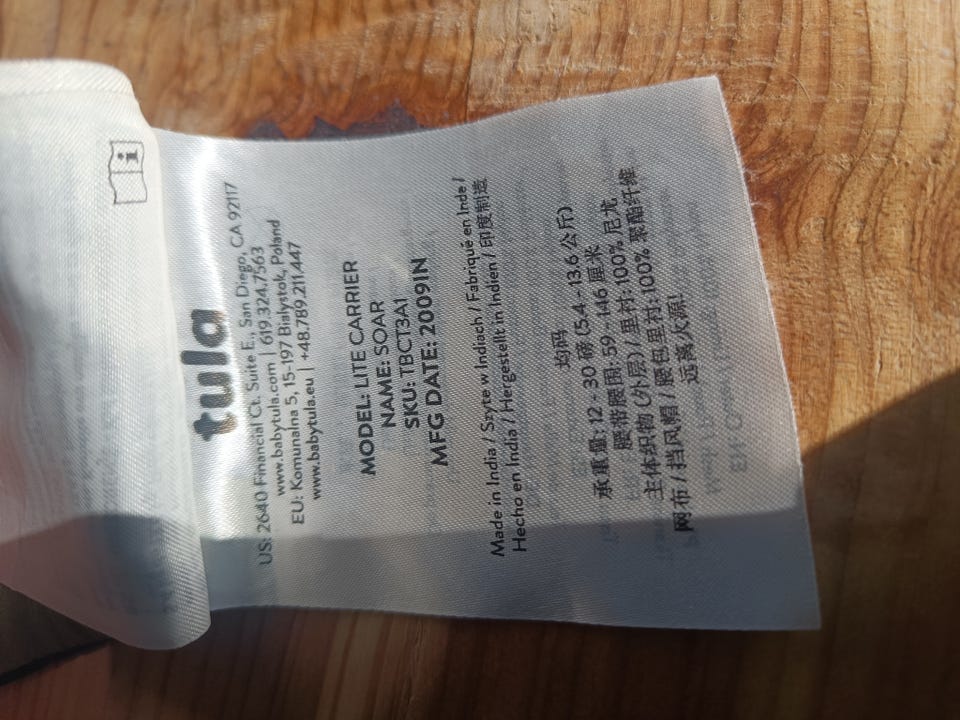 tula
US: 2640 Financial Ct. Suite E., San Diego, CA 92117
www.babytula.com | 619.324.7563
EU: Komunalna 5, 15-197 Bialystok, Poland
www.babytula.eu | +48.789.211.447
MODEL: LITE CARRIER
NAME: SOAR
SKU: TBCT3A1
MFG DATE: 2009IN
Made in India / Szyte w Indiach / Fabriqué en Inde /
Hecho en India / Hergestellt in Indien / 印度制造
均码
承重量: 12 - 30 磅 (5.4 - 13.6 公斤)
腰带腰围: 59 - 146 厘米
主体织物 (外层) / 里衬: 100% 尼龙
网布 / 挡风帽 / 腰包里衬: 100% 聚酯纤维
远离火源!